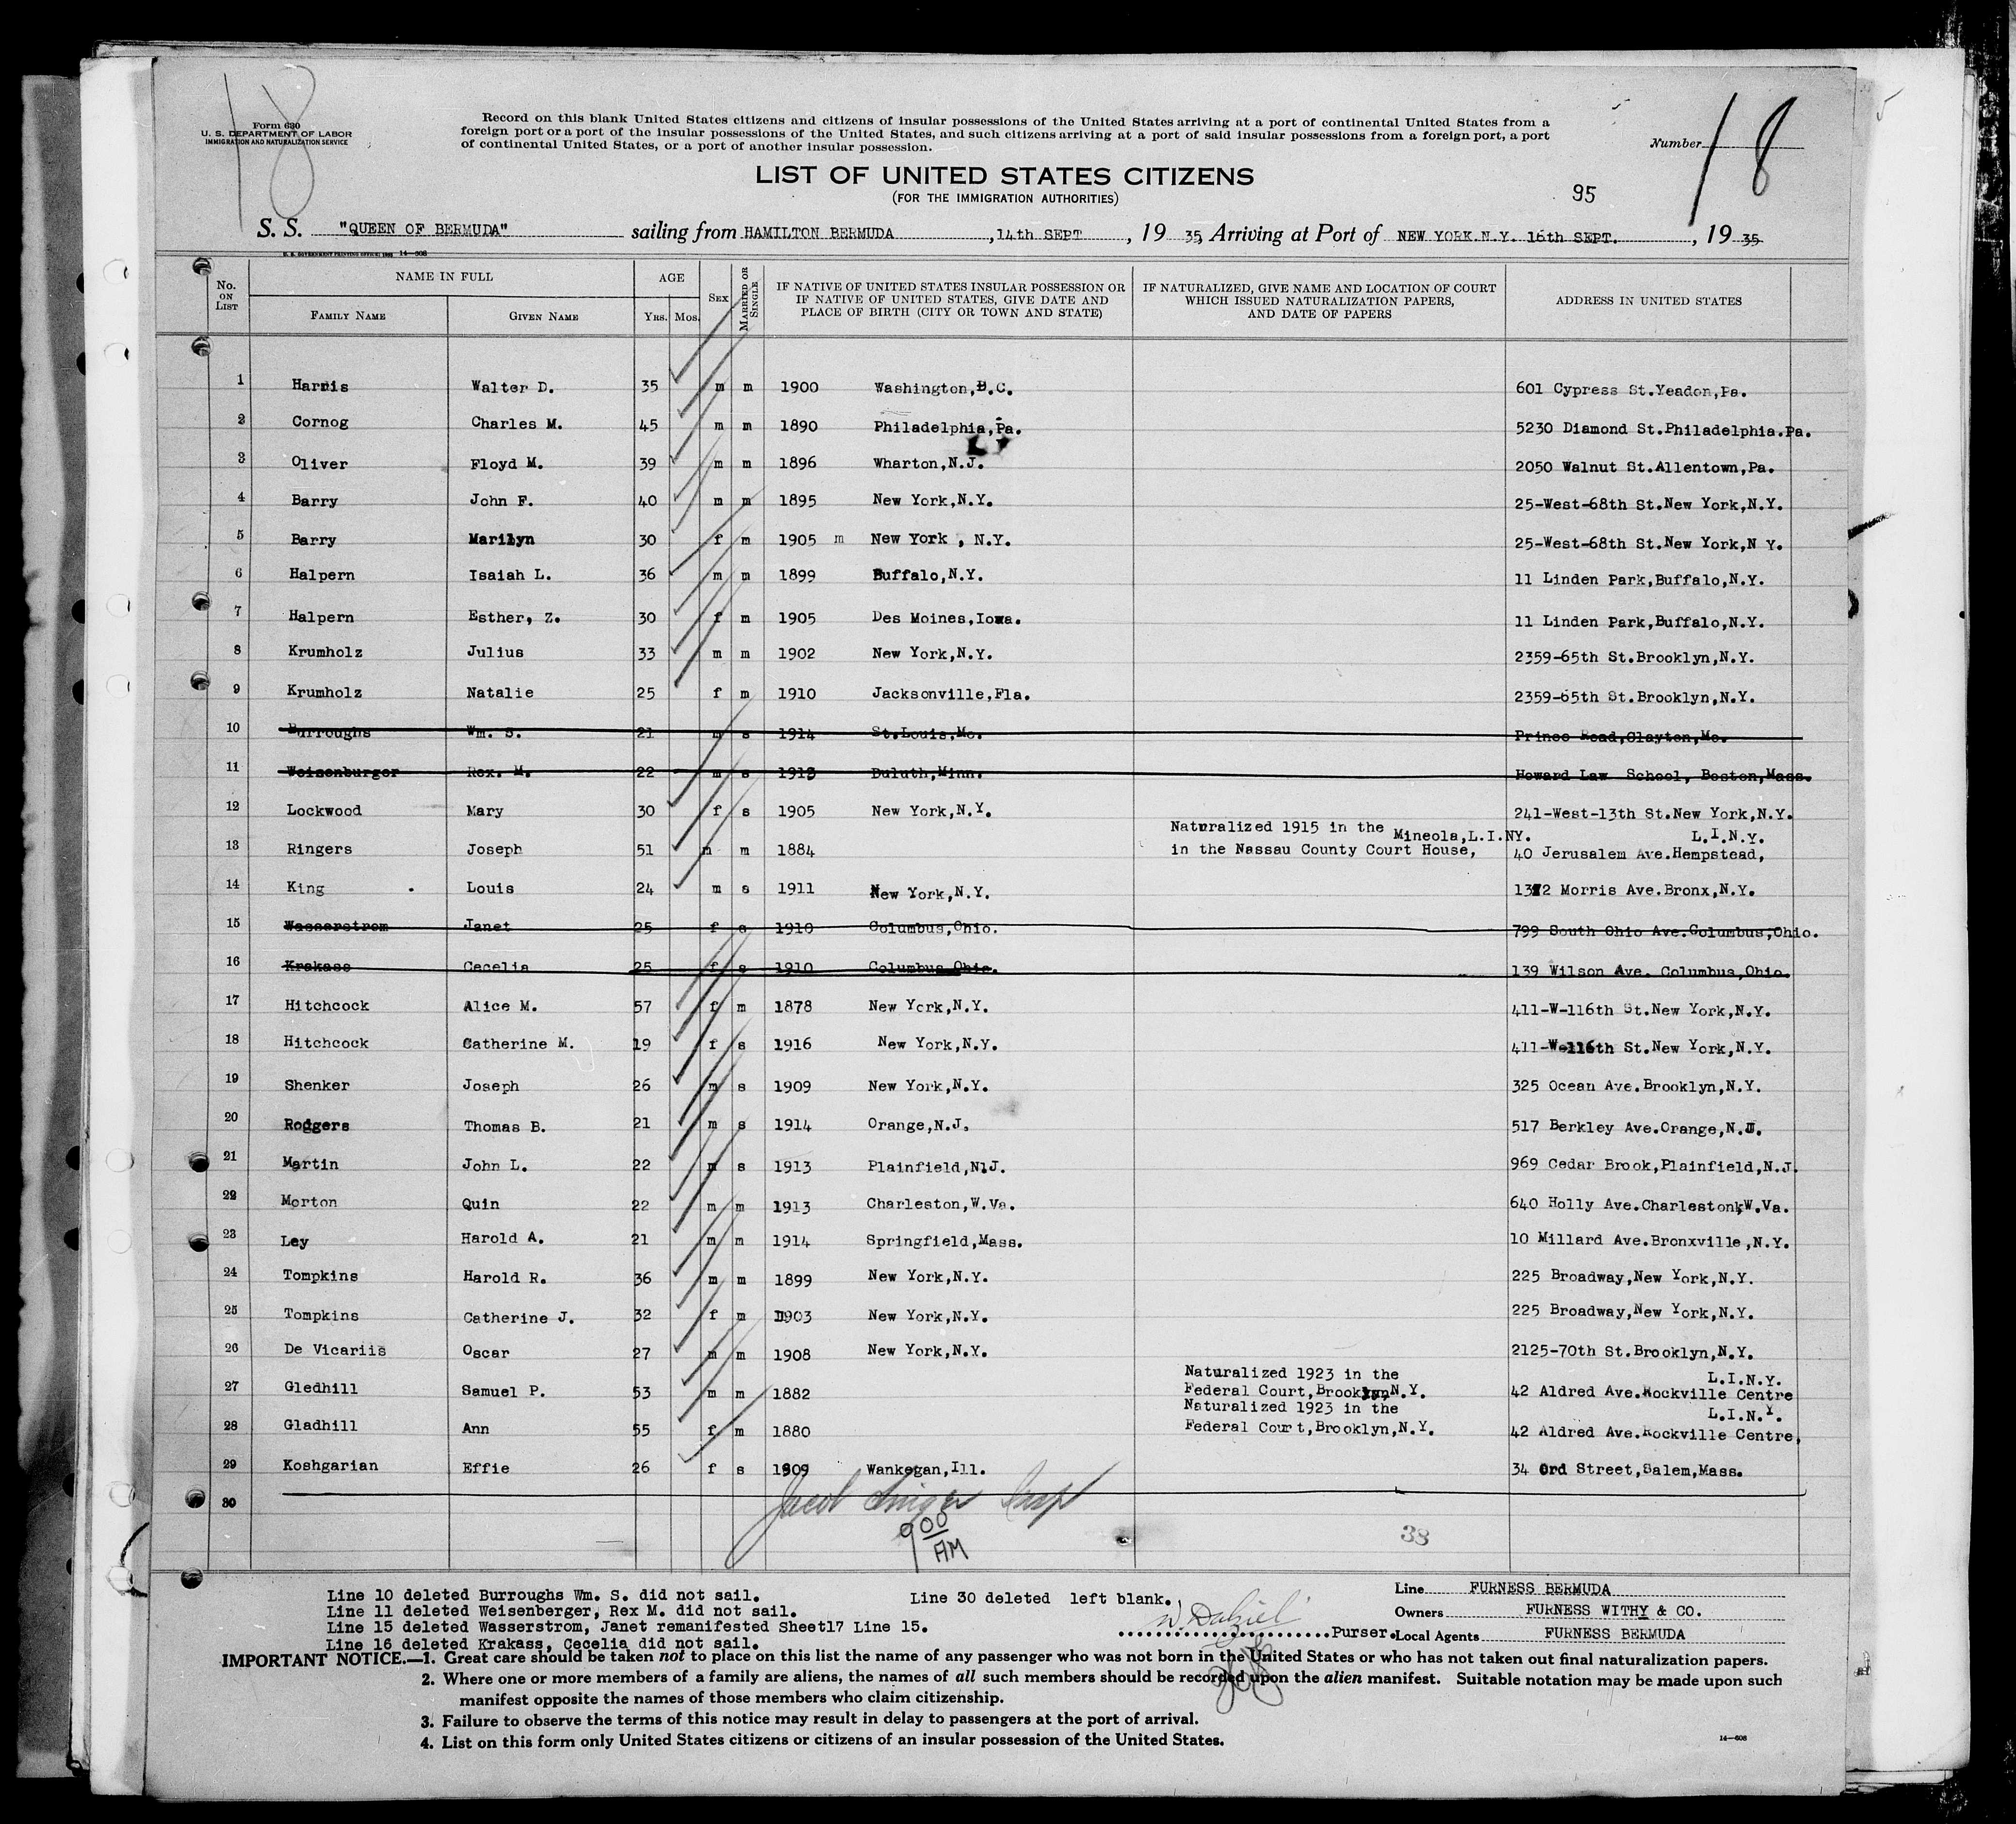 18
Form 630
U. S. DEPARTMENT OF LABOR
IMMIGRATION AND NATURALIZATION SERVICE
Record on this blank United States citizens and citizens of insular possessions of the United States arriving at a port of continental United States from a
foreign port or a port of the insular possessions of the United States, and such citizens arriving at a port of said insular possessions from a foreign port, a port
of continental United States, or a port of another insular possession.
Number 18
LIST OF UNITED STATES CITIZENS
(FOR THE IMMIGRATION AUTHORITIES)
95
S. S. "QUEEN OF BERMUDA" sailing from HAMILTON BERMUDA, 14th SEPT, 1935, Arriving at Port of NEW YORK.N.Y. 16th SEPT., 1935
U. S. GOVERNMENT PRINTING OFFICE: 14—608
No. ON LIST NAME IN FULL AGE SEX MARRIED OR SINGLE IF NATIVE OF UNITED STATES INSULAR POSSESSION OR IF NATIVE OF UNITED STATES, GIVE DATE AND PLACE OF BIRTH (CITY OR TOWN AND STATE) IF NATURALIZED, GIVE NAME AND LOCATION OF COURT WHICH ISSUED NATURALIZATION PAPERS, AND DATE OF PAPERS ADDRESS IN UNITED STATES
FAMILY NAME GIVEN NAME YRS. MOS.
1 Harris Walter D. 35 m m 1900 Washington,D.C. 601 Cypress St.Yeadon,Pa.
2 Cornog Charles M. 45 m m 1890 Philadelphia,Pa. 5230 Diamond St.Philadelphia.Pa.
3 Oliver Floyd M. 39 m m 1896 Wharton,N.J. 2050 Walnut St.Allentown,Pa.
4 Barry John F. 40 m m 1895 New York,N.Y. 25-West-68th St.New York,N.Y.
5 Barry Marilyn 30 f m 1905 m New York , N.Y. 25-West-68th St.New York,N Y.
6 Halpern Isaiah L. 36 m m 1899 Buffalo,N.Y. 11 Linden Park,Buffalo,N.Y.
7 Halpern Esther, Z. 30 f m 1905 Des Moines,Iowa. 11 Linden Park,Buffalo,N.Y.
8 Krumholz Julius 33 m m 1902 New York,N.Y. 2359-65th St.Brooklyn,N.Y.
9 Krumholz Natalie 25 f m 1910 Jacksonville,Fla. 2359-65th St.Brooklyn,N.Y.
10 Burroughs Wm. S. 21 m s 1914 St.Louis,Mo. Prince Road,Clayton,Mo.
11 Weisenburger Rex. M. 22 m s 1913 Duluth,Minn. Howard Law School, Boston,Mass.
12 Lockwood Mary 30 f s 1905 New York,N.Y. 241-West-13th St.New York,N.Y.
Naturalized 1915 in the Mineola,L.I.NY. L.I.N.Y.
13 Ringers Joseph 51 m m 1884 in the Nassau County Court House, 40 Jerusalem Ave.Hempstead,
14 King . Louis 24 m s 1911 New York,N.Y. 1372 Morris Ave.Bronx,N.Y.
15 Wasserstrom Janet 25 f s 1910 Columbus,Ohio. 799 South Ohio Ave.Columbus,Ohio.
16 Krakass Cecelia 25 f s 1910 Columbus,Ohio. 139 Wilson Ave. Columbus,Ohio.
17 Hitchcock Alice M. 57 f m 1878 New York,N.Y. 411-W-116th St.New York,N.Y.
18 Hitchcock Catherine M. 19 f s 1916 New York,N.Y. 411-W-116th St.New York,N.Y.
19 Shenker Joseph 26 m s 1909 New York,N.Y. 325 Ocean Ave.Brooklyn,N.Y.
20 Rodgers Thomas B. 21 m s 1914 Orange,N.J. 517 Berkley Ave.Orange,N.J.
21 Martin John L. 22 m s 1913 Plainfield,N.J. 969 Cedar Brook,Plainfield,N.J.
22 Morton Quin 22 m m 1913 Charleston,W.Va. 640 Holly Ave.Charleston,W.Va.
23 Ley Harold A. 21 m m 1914 Springfield,Mass. 10 Millard Ave.Bronxville,N.Y.
24 Tompkins Harold R. 36 m m 1899 New York,N.Y. 225 Broadway,New York,N.Y.
25 Tompkins Catherine J. 32 f m 1903 New York,N.Y. 225 Broadway,New York,N.Y.
26 De Vicariis Oscar 27 m m 1908 New York,N.Y. 2125-70th St.Brooklyn,N.Y.
Naturalized 1923 in the L.I.N.Y.
27 Gledhill Samuel P. 53 m m 1882 Federal Court,Brooklyn,N.Y. 42 Aldred Ave.Rockville Centre
Naturalized 1923 in the L.I.N.Y.
28 Gladhill Ann 55 f m 1880 Federal Court,Brooklyn,N.Y. 42 Aldred Ave.Rockville Centre,
29 Koshgarian Effie 26 f s 1909 Wankegan,Ill. 34 Ord Street,Salem,Mass.
30
Jacob Insp
9 00 AM
38
Line 10 deleted Burroughs Wm. S. did not sail. Line 30 deleted left blank.
Line 11 deleted Weisenberger, Rex M. did not sail.
Line 15 deleted Wasserstrom, Janet remanifested Sheet17 Line 15.
Line 16 deleted Krakass, Cecelia did not sail.
Purser.
Line FURNESS BERMUDA
Owners FURNESS WITHY & CO.
Local Agents FURNESS BERMUDA
IMPORTANT NOTICE.—1. Great care should be taken not to place on this list the name of any passenger who was not born in the United States or who has not taken out final naturalization papers.
2. Where one or more members of a family are aliens, the names of all such members should be recorded upon the alien manifest. Suitable notation may be made upon such
manifest opposite the names of those members who claim citizenship.
3. Failure to observe the terms of this notice may result in delay to passengers at the port of arrival.
4. List on this form only United States citizens or citizens of an insular possession of the United States.
14—608